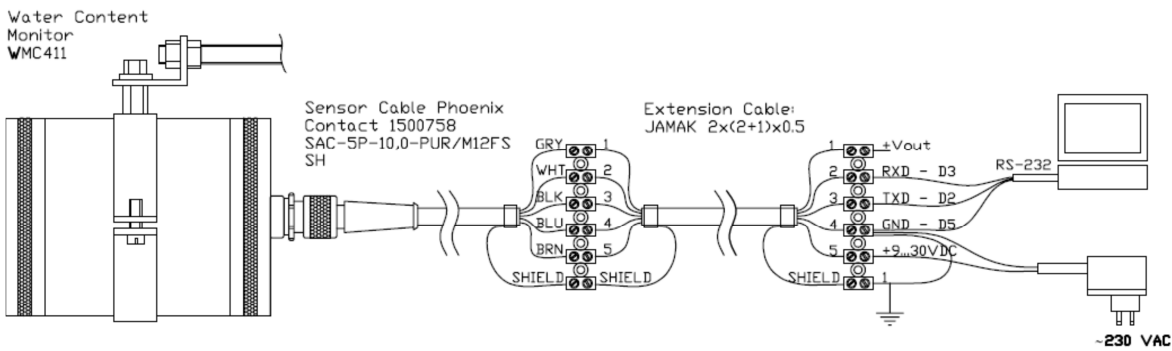 Water Content
Monitor
WMC411
Sensor Cable Phoenix
Contact 1500758
SAC-5P-10,0-PUR/M12FS
SH
Extension Cable:
JAMAK 2x(2+1)x0.5
GRY 1
WHT 2
BLK 3
BLU 4
BRN 5
SHIELD SHIELD
1 +Vout
2 RXD - D3
3 TXD - D2
4 GND - D5
5 +9...30VDC
SHIELD 1
RS-232
~230 VAC